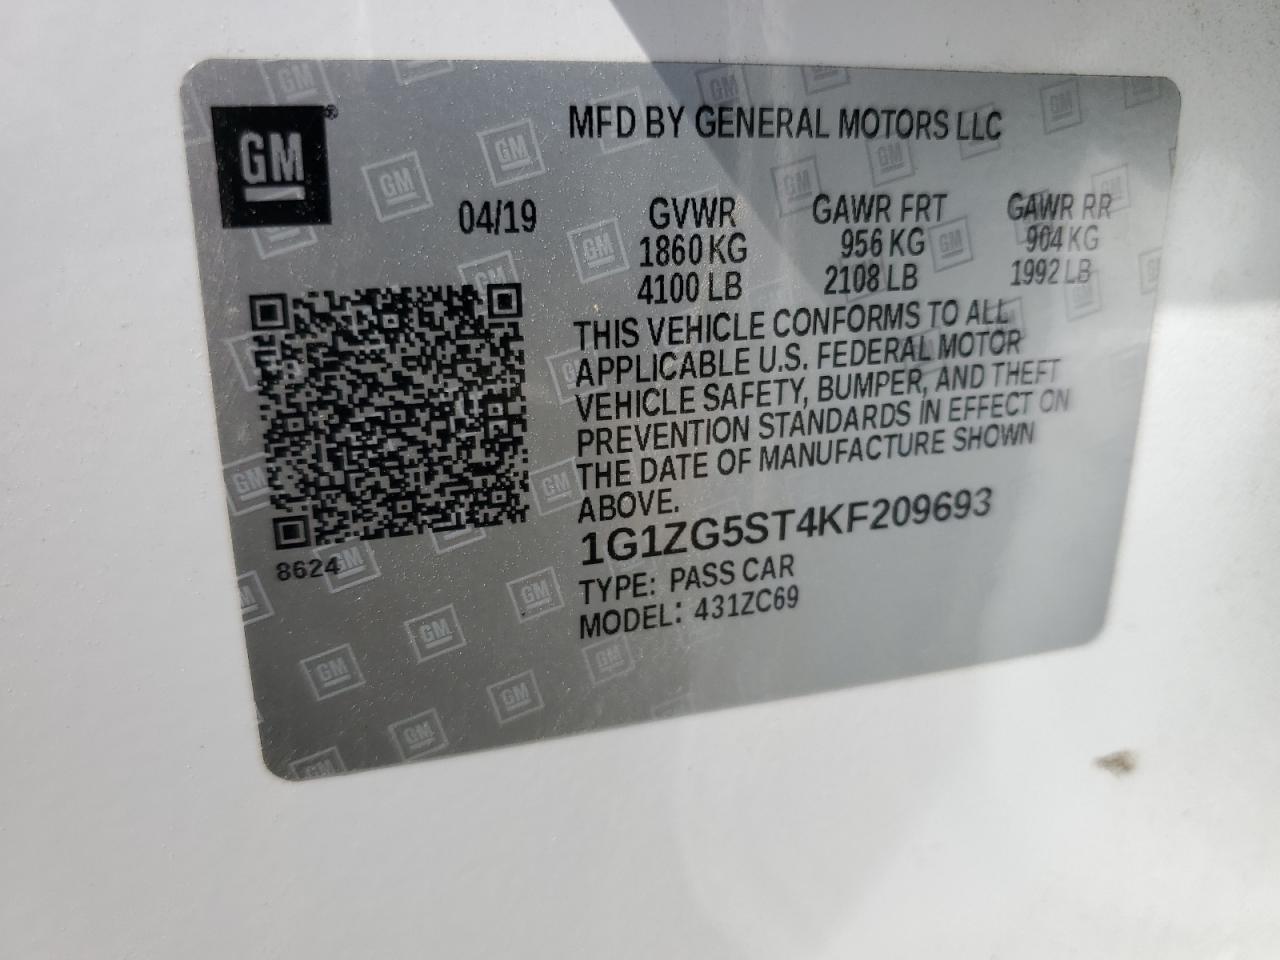 GM®
MFD BY GENERAL MOTORS LLC
04/19 GVWR GAWR FRT GAWR RR
1860 KG 956 KG 904 KG
4100 LB 2108 LB 1992 LB
THIS VEHICLE CONFORMS TO ALL
APPLICABLE U.S. FEDERAL MOTOR
VEHICLE SAFETY, BUMPER, AND THEFT
PREVENTION STANDARDS IN EFFECT ON
THE DATE OF MANUFACTURE SHOWN
ABOVE.
1G1ZG5ST4KF209693
8624
TYPE: PASS CAR
MODEL: 431ZC69